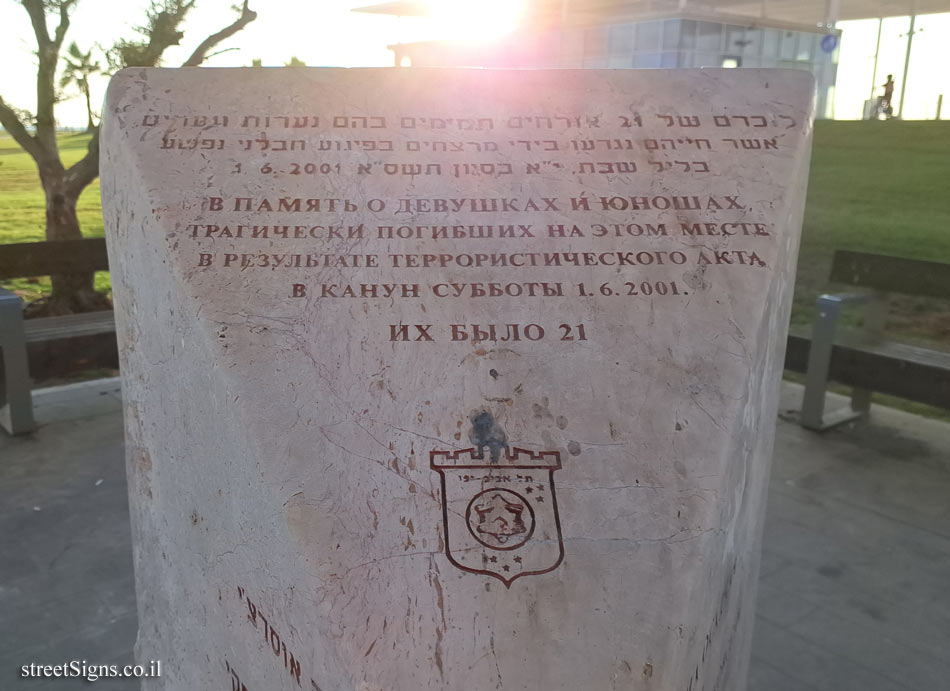 לזכרם של 21 אזרחים תמימים בהם נערות ונערים
אשר חייהם נגדעו בידי מרצחים בפיגוע חבלני נפשע
בליל שבת, י"א בסיון תשס"א 1.6.2001
В ПАМЯТЬ О ДЕВУШКАХ И ЮНОШАХ,
ТРАГИЧЕСКИ ПОГИБШИХ НА ЭТОМ МЕСТЕ
В РЕЗУЛЬТАТЕ ТЕРРОРИСТИЧЕСКОГО АКТА
В КАНУН СУББОТЫ 1.6.2001.
ИХ БЫЛО 21
תל אביב-יפו
streetSigns.co.il